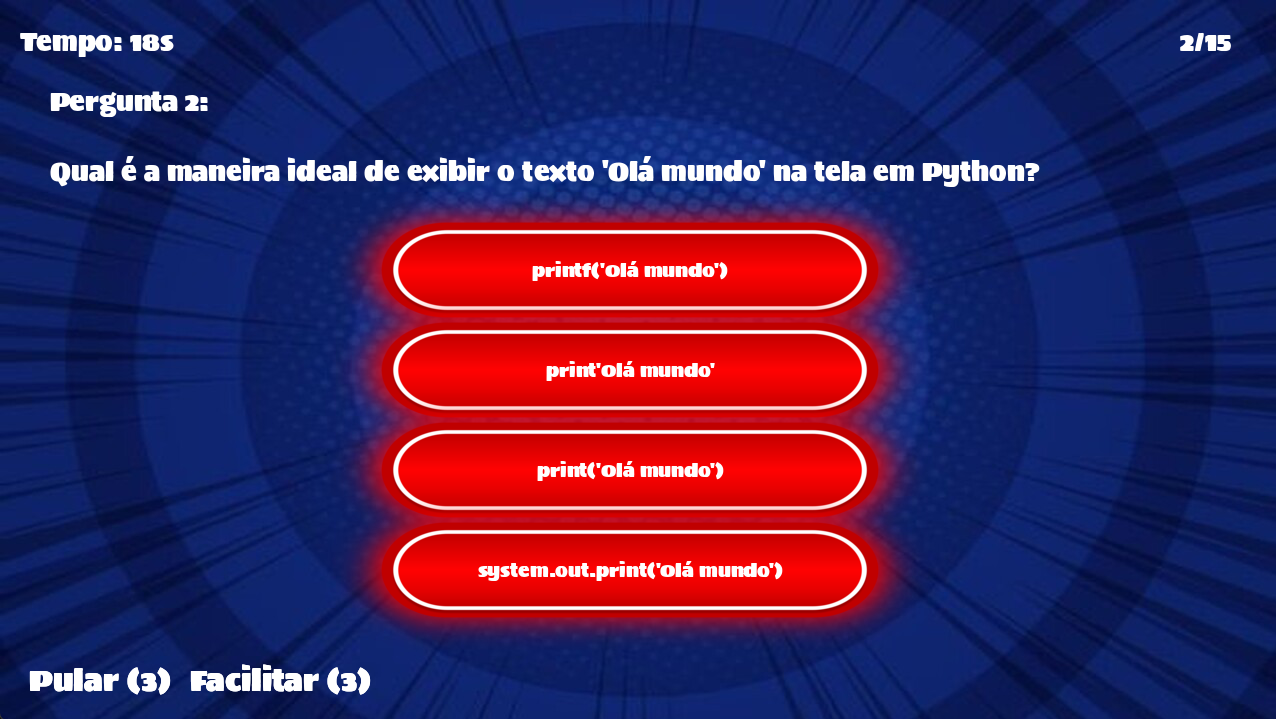 Tempo: 18s
2/15
Pergunta 2:
Qual é a maneira ideal de exibir o texto 'Olá mundo' na tela em Python?
printf('Olá mundo')
print'Olá mundo'
print('Olá mundo')
system.out.print('Olá mundo')
Pular (3) Facilitar (3)